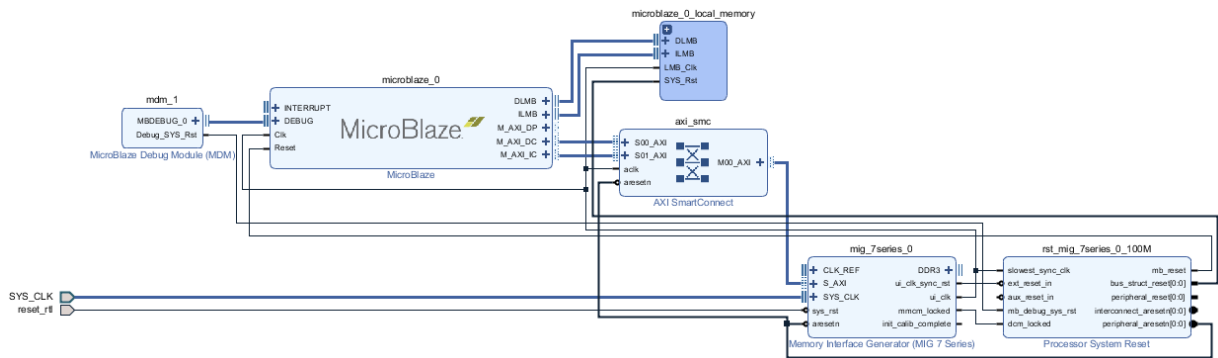 microblaze_0_local_memory
DLMB
ILMB
LMB_Clk
SYS_Rst
microblaze_0
INTERRUPT
DEBUG
Clk
Reset
MicroBlaze
DLMB
ILMB
M_AXI_DP
M_AXI_DC
M_AXI_IC
MicroBlaze
mdm_1
MBDEBUG_0
Debug_SYS_Rst
MicroBlaze Debug Module (MDM)
axi_smc
S00_AXI
S01_AXI
aclk
aresetn
M00_AXI
AXI SmartConnect
mig_7series_0
CLK_REF
S_AXI
SYS_CLK
sys_rst
aresetn
DDR3
ui_clk_sync_rst
ui_clk
mmcm_locked
init_calib_complete
Memory Interface Generator (MIG 7 Series)
rst_mig_7series_0_100M
slowest_sync_clk
ext_reset_in
aux_reset_in
mb_debug_sys_rst
dcm_locked
mb_reset
bus_struct_reset[0:0]
peripheral_reset[0:0]
interconnect_aresetn[0:0]
peripheral_aresetn[0:0]
Processor System Reset
SYS_CLK
reset_rtl